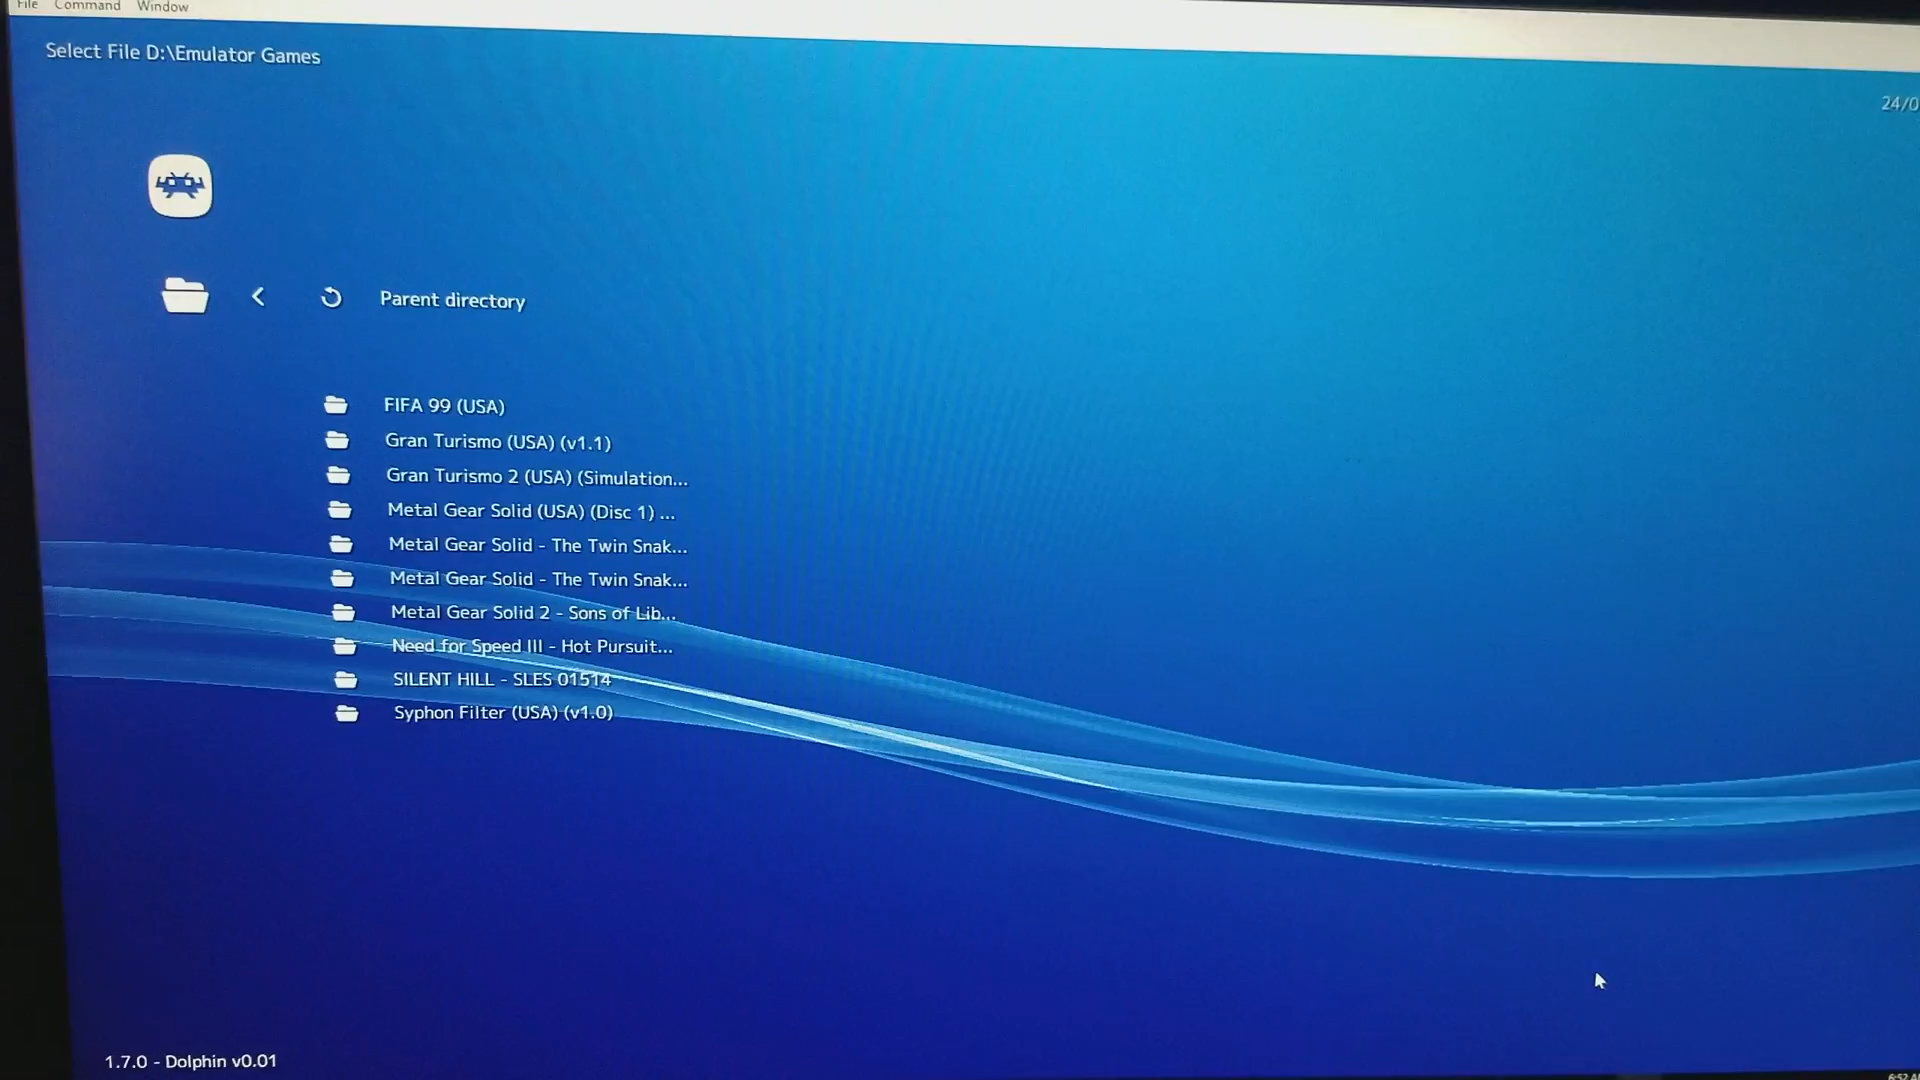 File Command Window
Select File D:\Emulator Games
24/0
Parent directory
FIFA 99 (USA)
Gran Turismo (USA) (v1.1)
Gran Turismo 2 (USA) (Simulation...
Metal Gear Solid (USA) (Disc 1) ...
Metal Gear Solid - The Twin Snak...
Metal Gear Solid - The Twin Snak...
Metal Gear Solid 2 - Sons of Lib...
Need for Speed III - Hot Pursuit...
SILENT HILL - SLES 01514
Syphon Filter (USA) (v1.0)
1.7.0 - Dolphin v0.01